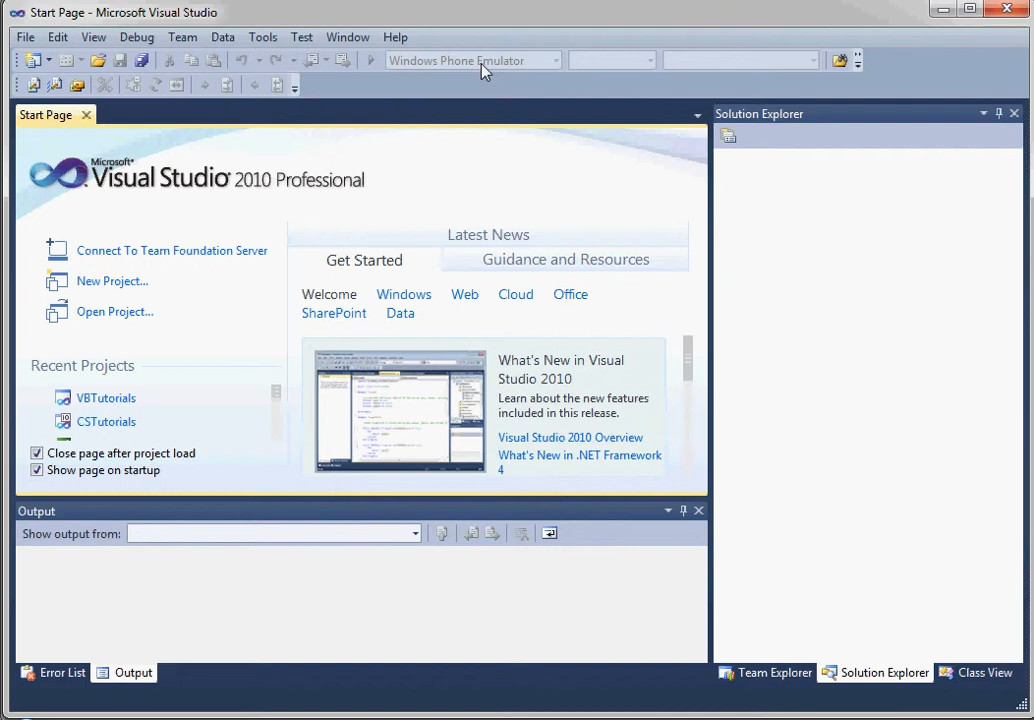 Start Page - Microsoft Visual Studio
File Edit View Debug Team Data Tools Test Window Help
Windows Phone Emulator
Start Page
Solution Explorer
Microsoft®
Visual Studio® 2010 Professional
Connect To Team Foundation Server
New Project...
Open Project...
Recent Projects
VBTutorials
CSTutorials
Close page after project load
Show page on startup
Latest News
Get Started Guidance and Resources
Welcome Windows Web Cloud Office
SharePoint Data
What's New in Visual
Studio 2010
Learn about the new features
included in this release.
Visual Studio 2010 Overview
What's New in .NET Framework
4
Output
Show output from:
Error List Output
Team Explorer Solution Explorer Class View